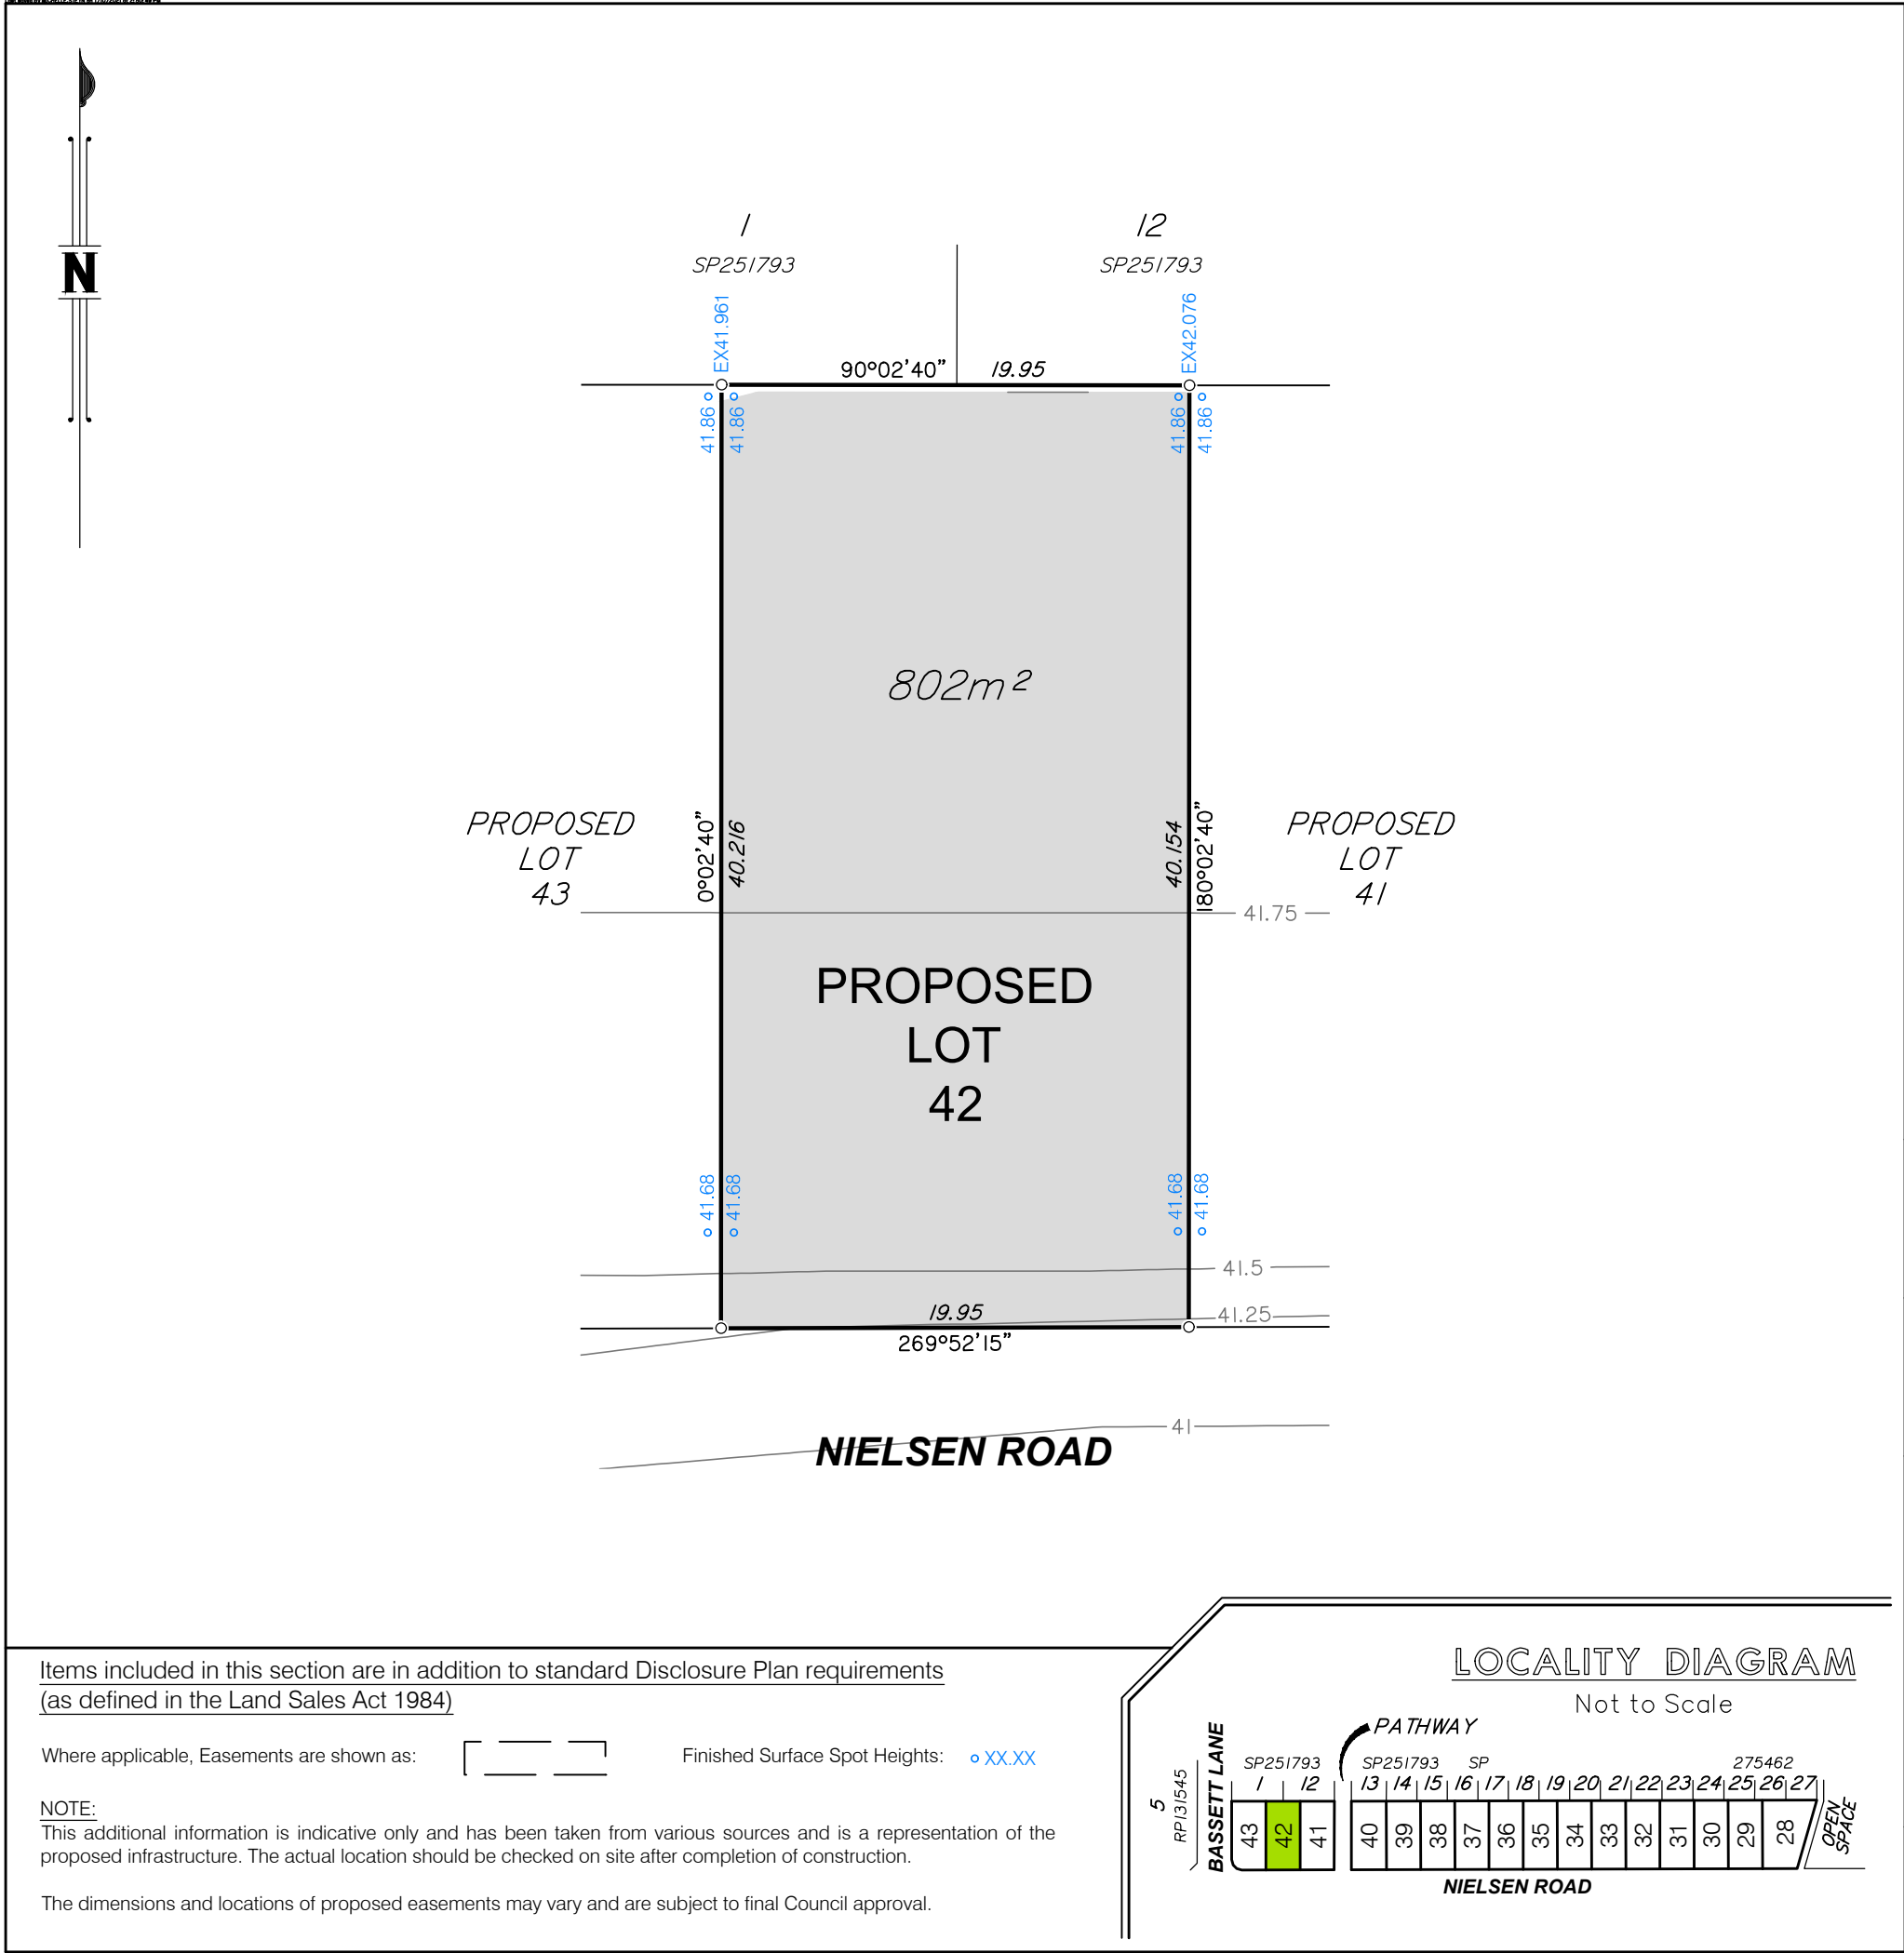 N
1
SP251793
12
SP251793
EX41.961
EX42.076
90°02'40"
19.95
41.86
41.86
41.86
41.86
802m²
PROPOSED
LOT
43
0°02'40"
40.216
40.154
180°02'40"
PROPOSED
LOT
41
41.75
PROPOSED
LOT
42
41.68
41.68
41.68
41.68
41.5
19.95
41.25
269°52'15"
41
NIELSEN ROAD
Items included in this section are in addition to standard Disclosure Plan requirements
(as defined in the Land Sales Act 1984)
Where applicable, Easements are shown as:
Finished Surface Spot Heights:
XX.XX
NOTE:
This additional information is indicative only and has been taken from various sources and is a representation of the
proposed infrastructure. The actual location should be checked on site after completion of construction.
The dimensions and locations of proposed easements may vary and are subject to final Council approval.
LOCALITY DIAGRAM
Not to Scale
PATHWAY
SP251793
SP251793
SP
275462
1 12 13 14 15 16 17 18 19 20 21 22 23 24 25 26 27
5
RP131545
BASSETT LANE
43 42 41 40 39 38 37 36 35 34 33 32 31 30 29 28
OPEN
SPACE
NIELSEN ROAD